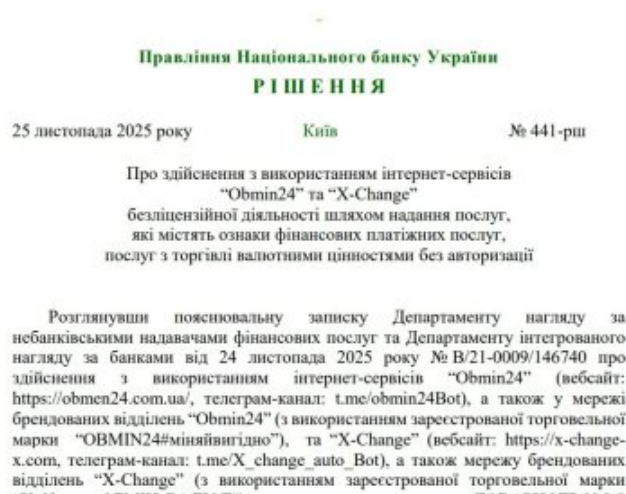 Правління Національного банку України
Р І Ш Е Н Н Я
25 листопада 2025 року Київ № 441-рш
Про здійснення з використанням інтернет-сервісів
“Obmin24” та “X-Change”
безліцензійної діяльності шляхом надання послуг,
які містять ознаки фінансових платіжних послуг,
послуг з торгівлі валютними цінностями без авторизації
Розглянувши пояснювальну записку Департаменту нагляду за
небанківськими надавачами фінансових послуг та Департаменту інтегрованого
нагляду за банками від 24 листопада 2025 року № В/21-0009/146740 про
здійснення з використанням інтернет-сервісів “Obmin24” (вебсайт:
https://obmen24.com.ua/, телеграм-канал: t.me/obmin24Bot), а також у мережі
брендованих відділень “Obmin24” (з використанням зареєстрованої торговельної
марки “OBMIN24#міняйвигідно”), та “X-Change” (вебсайт: https://x-change-
x.com, телеграм-канал: t.me/X_change_auto_Bot), а також мережу брендованих
відділень “X-Change” (з використанням зареєстрованої торговельної марки